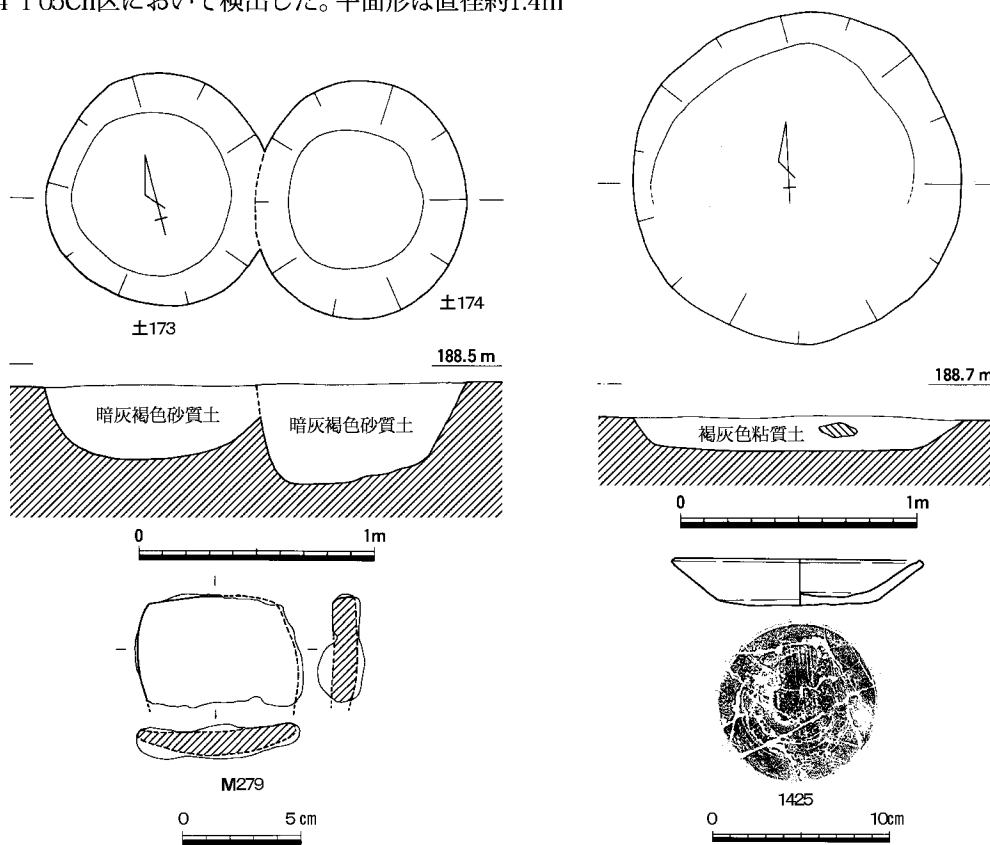 05Ch区において検出した。平面形は直径約1.4m
土173
土174
188.5 m
暗灰褐色砂質土
暗灰褐色砂質土
0 1m
M279
0 5 cm
188.7 m
褐灰色粘質土
0 1m
1425
0 10cm